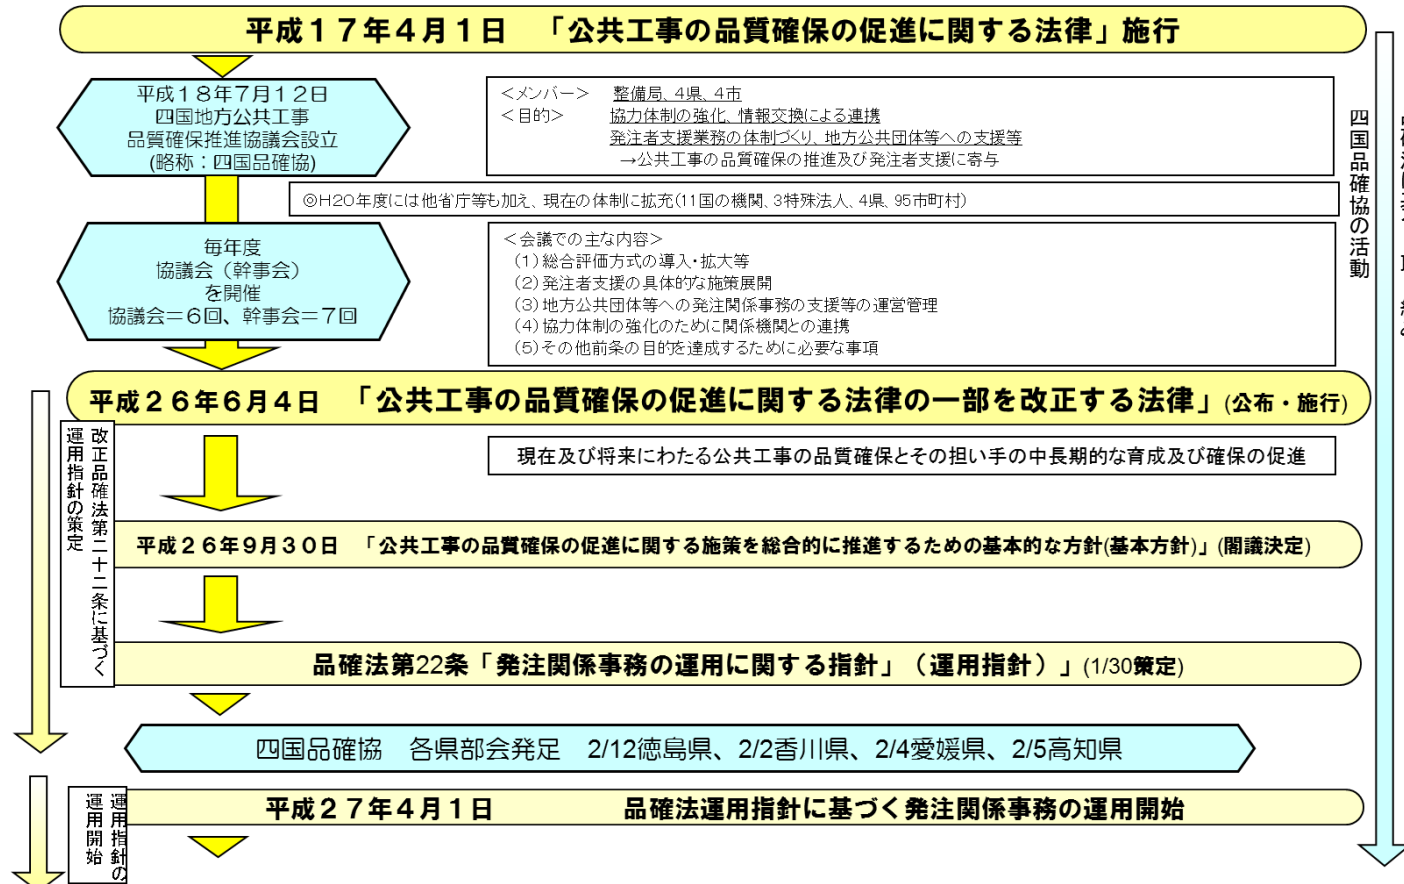 平成１７年４月１日　「公共工事の品質確保の促進に関する法律」施行
平成１８年７月１２日
四国地方公共工事
品質確保推進協議会設立
(略称：四国品確協)
＜メンバー＞　整備局、4県、4市
＜目的＞　協力体制の強化、情報交換による連携
発注者支援業務の体制づくり、地方公共団体等への支援等
→公共工事の品質確保の推進及び発注者支援に寄与
◎H20年度には他省庁等も加え、現在の体制に拡充(11国の機関、3特殊法人、4県、95市町村)
毎年度
協議会（幹事会）
を開催
協議会＝６回、幹事会＝７回
＜会議での主な内容＞
(1)総合評価方式の導入・拡大等
(2)発注者支援の具体的な施策展開
(3)地方公共団体等への発注関係事務の支援等の運営管理
(4)協力体制の強化のために関係機関との連携
(5)その他前条の目的を達成するために必要な事項
四国品確協の活動
平成２６年６月４日　「公共工事の品質確保の促進に関する法律の一部を改正する法律」(公布・施行)
改正品確法第二十二条に基づく
運用指針の策定
現在及び将来にわたる公共工事の品質確保とその担い手の中長期的な育成及び確保の促進
平成２６年９月３０日　「公共工事の品質確保の促進に関する施策を総合的に推進するための基本的な方針(基本方針)」(閣議決定)
品確法第22条「発注関係事務の運用に関する指針」（運用指針）」(1/30策定)
四国品確協　各県部会発足　2/12徳島県、2/2香川県、2/4愛媛県、2/5高知県
運用指針の
運用開始
平成２７年４月１日　品確法運用指針に基づく発注関係事務の運用開始